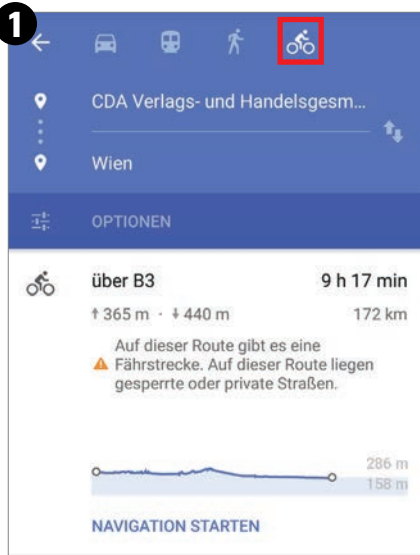 1
CDA Verlags- und Handelsgesm...
Wien
OPTIONEN
über B3 9 h 17 min
↑ 365 m · ↓ 440 m 172 km
Auf dieser Route gibt es eine
Fährstrecke. Auf dieser Route liegen
gesperrte oder private Straßen.
286 m
158 m
NAVIGATION STARTEN